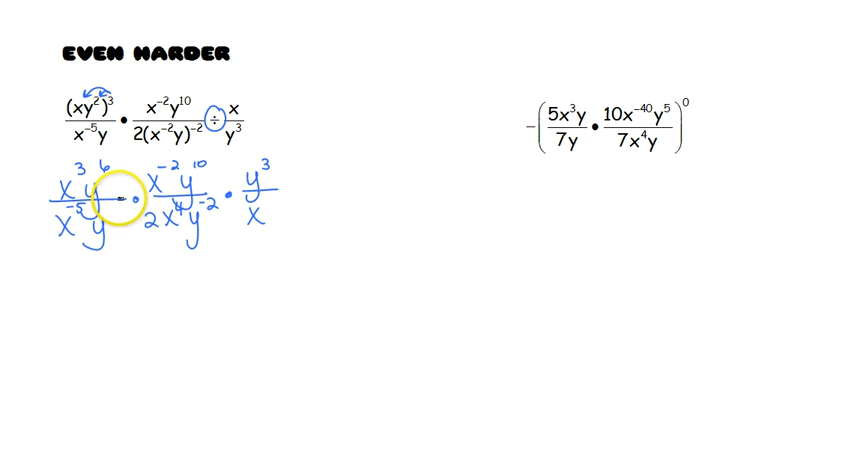 EVEN HARDER
(xy²)³ / x⁻⁵y • x⁻²y¹⁰ / 2(x⁻²y)⁻² ÷ x / y³
x³y⁶ / x⁻⁵y • x⁻²y¹⁰ / 2x⁴y⁻² • y³ / x
−(5x³y / 7y • 10x⁻⁴⁰y⁵ / 7x⁴y)⁰